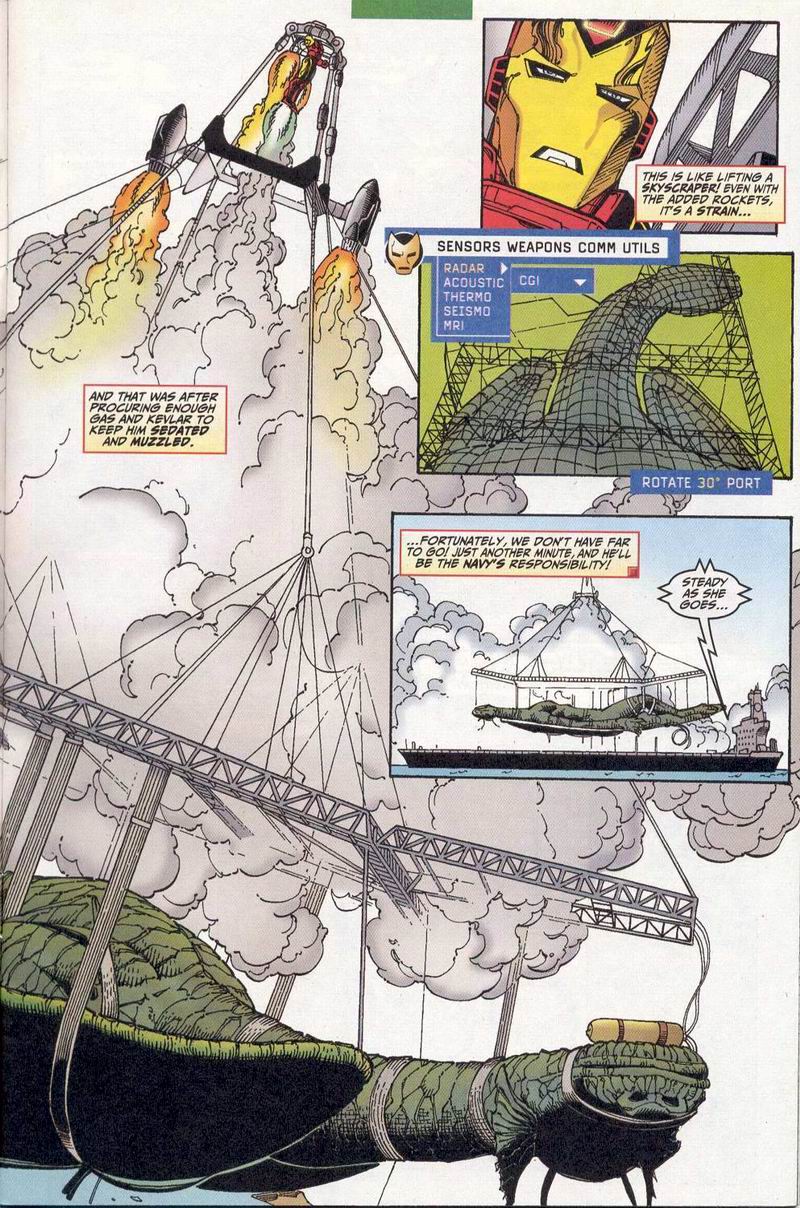 THIS IS LIKE LIFTING A
SKYSCRAPER! EVEN WITH
THE ADDED ROCKETS,
IT'S A STRAIN...
SENSORS WEAPONS COMM UTILS
RADAR
ACOUSTIC
THERMO
SEISMO
MRI
CGI
ROTATE 30° PORT
AND THAT WAS AFTER
PROCURING ENOUGH
GAS AND KEVLAR TO
KEEP HIM SEDATED
AND MUZZLED.
...FORTUNATELY, WE DON'T HAVE FAR
TO GO! JUST ANOTHER MINUTE, AND HE'LL
BE THE NAVY'S RESPONSIBILITY!
STEADY
AS SHE
GOES...